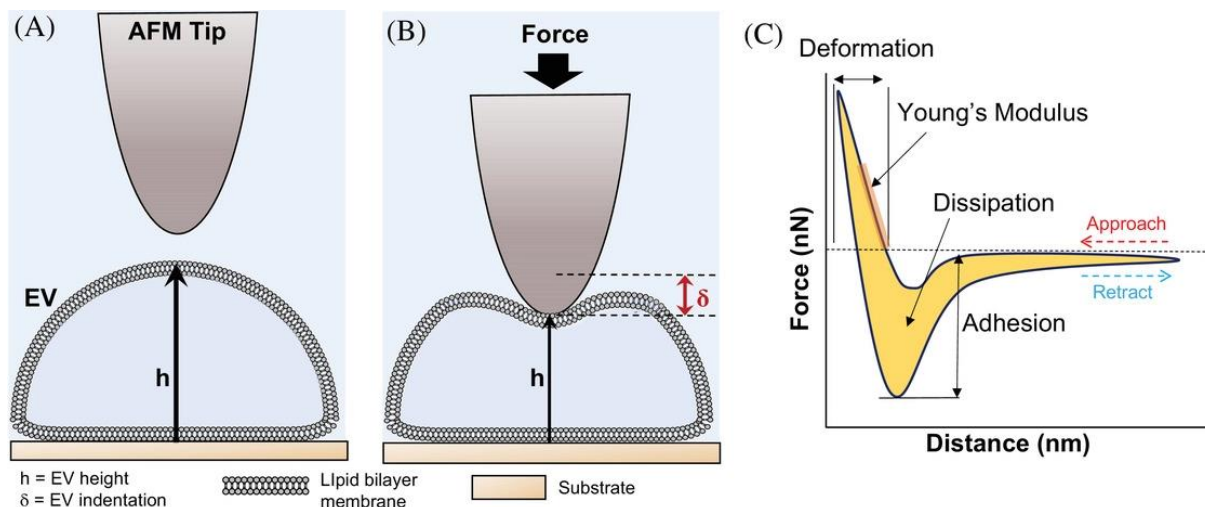 (A)
AFM Tip
EV
h
(B)
Force
δ
h
(C)
Deformation
Young's Modulus
Dissipation
Approach
Retract
Adhesion
Force (nN)
Distance (nm)
h = EV height
δ = EV indentation
LIpid bilayer
membrane
Substrate